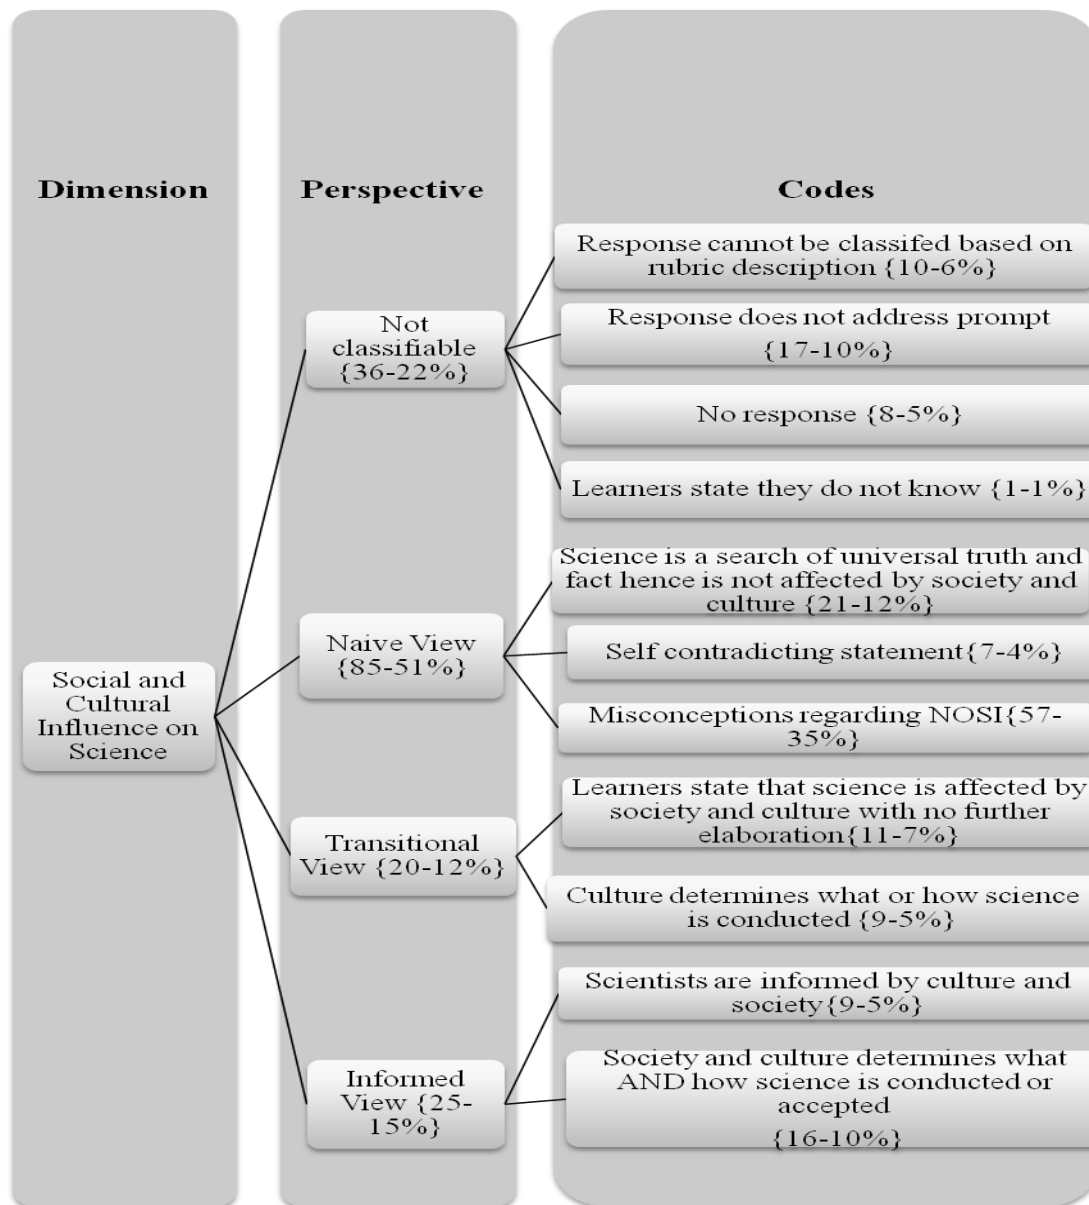 Dimension
Perspective
Codes
Social and
Cultural
Influence on
Science
Not
classifiable
{36-22%}
Response cannot be classifed based on
rubric description {10-6%}
Response does not address prompt
{17-10%}
No response {8-5%}
Learners state they do not know {1-1%}
Naive View
{85-51%}
Science is a search of universal truth and
fact hence is not affected by society and
culture {21-12%}
Self contradicting statement{7-4%}
Misconceptions regarding NOSI{57-
35%}
Transitional
View {20-12%}
Learners state that science is affected by
society and culture with no further
elaboration{11-7%}
Culture determines what or how science
is conducted {9-5%}
Informed
View {25-
15%}
Scientists are informed by culture and
society{9-5%}
Society and culture determines what
AND how science is conducted or
accepted
{16-10%}